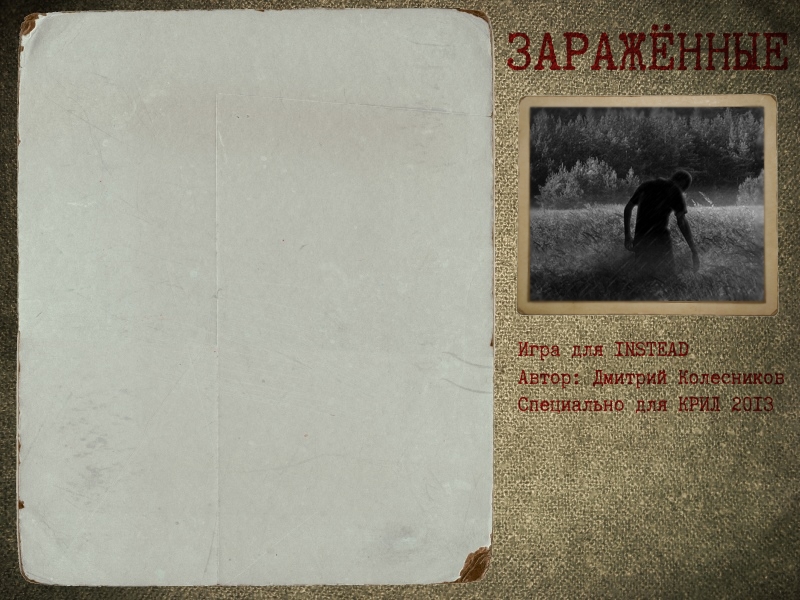 ЗАРАЖЁННЫЕ
Игра для INSTEAD
Автор: Дмитрий Колесников
Специально для КРИЛ 2013